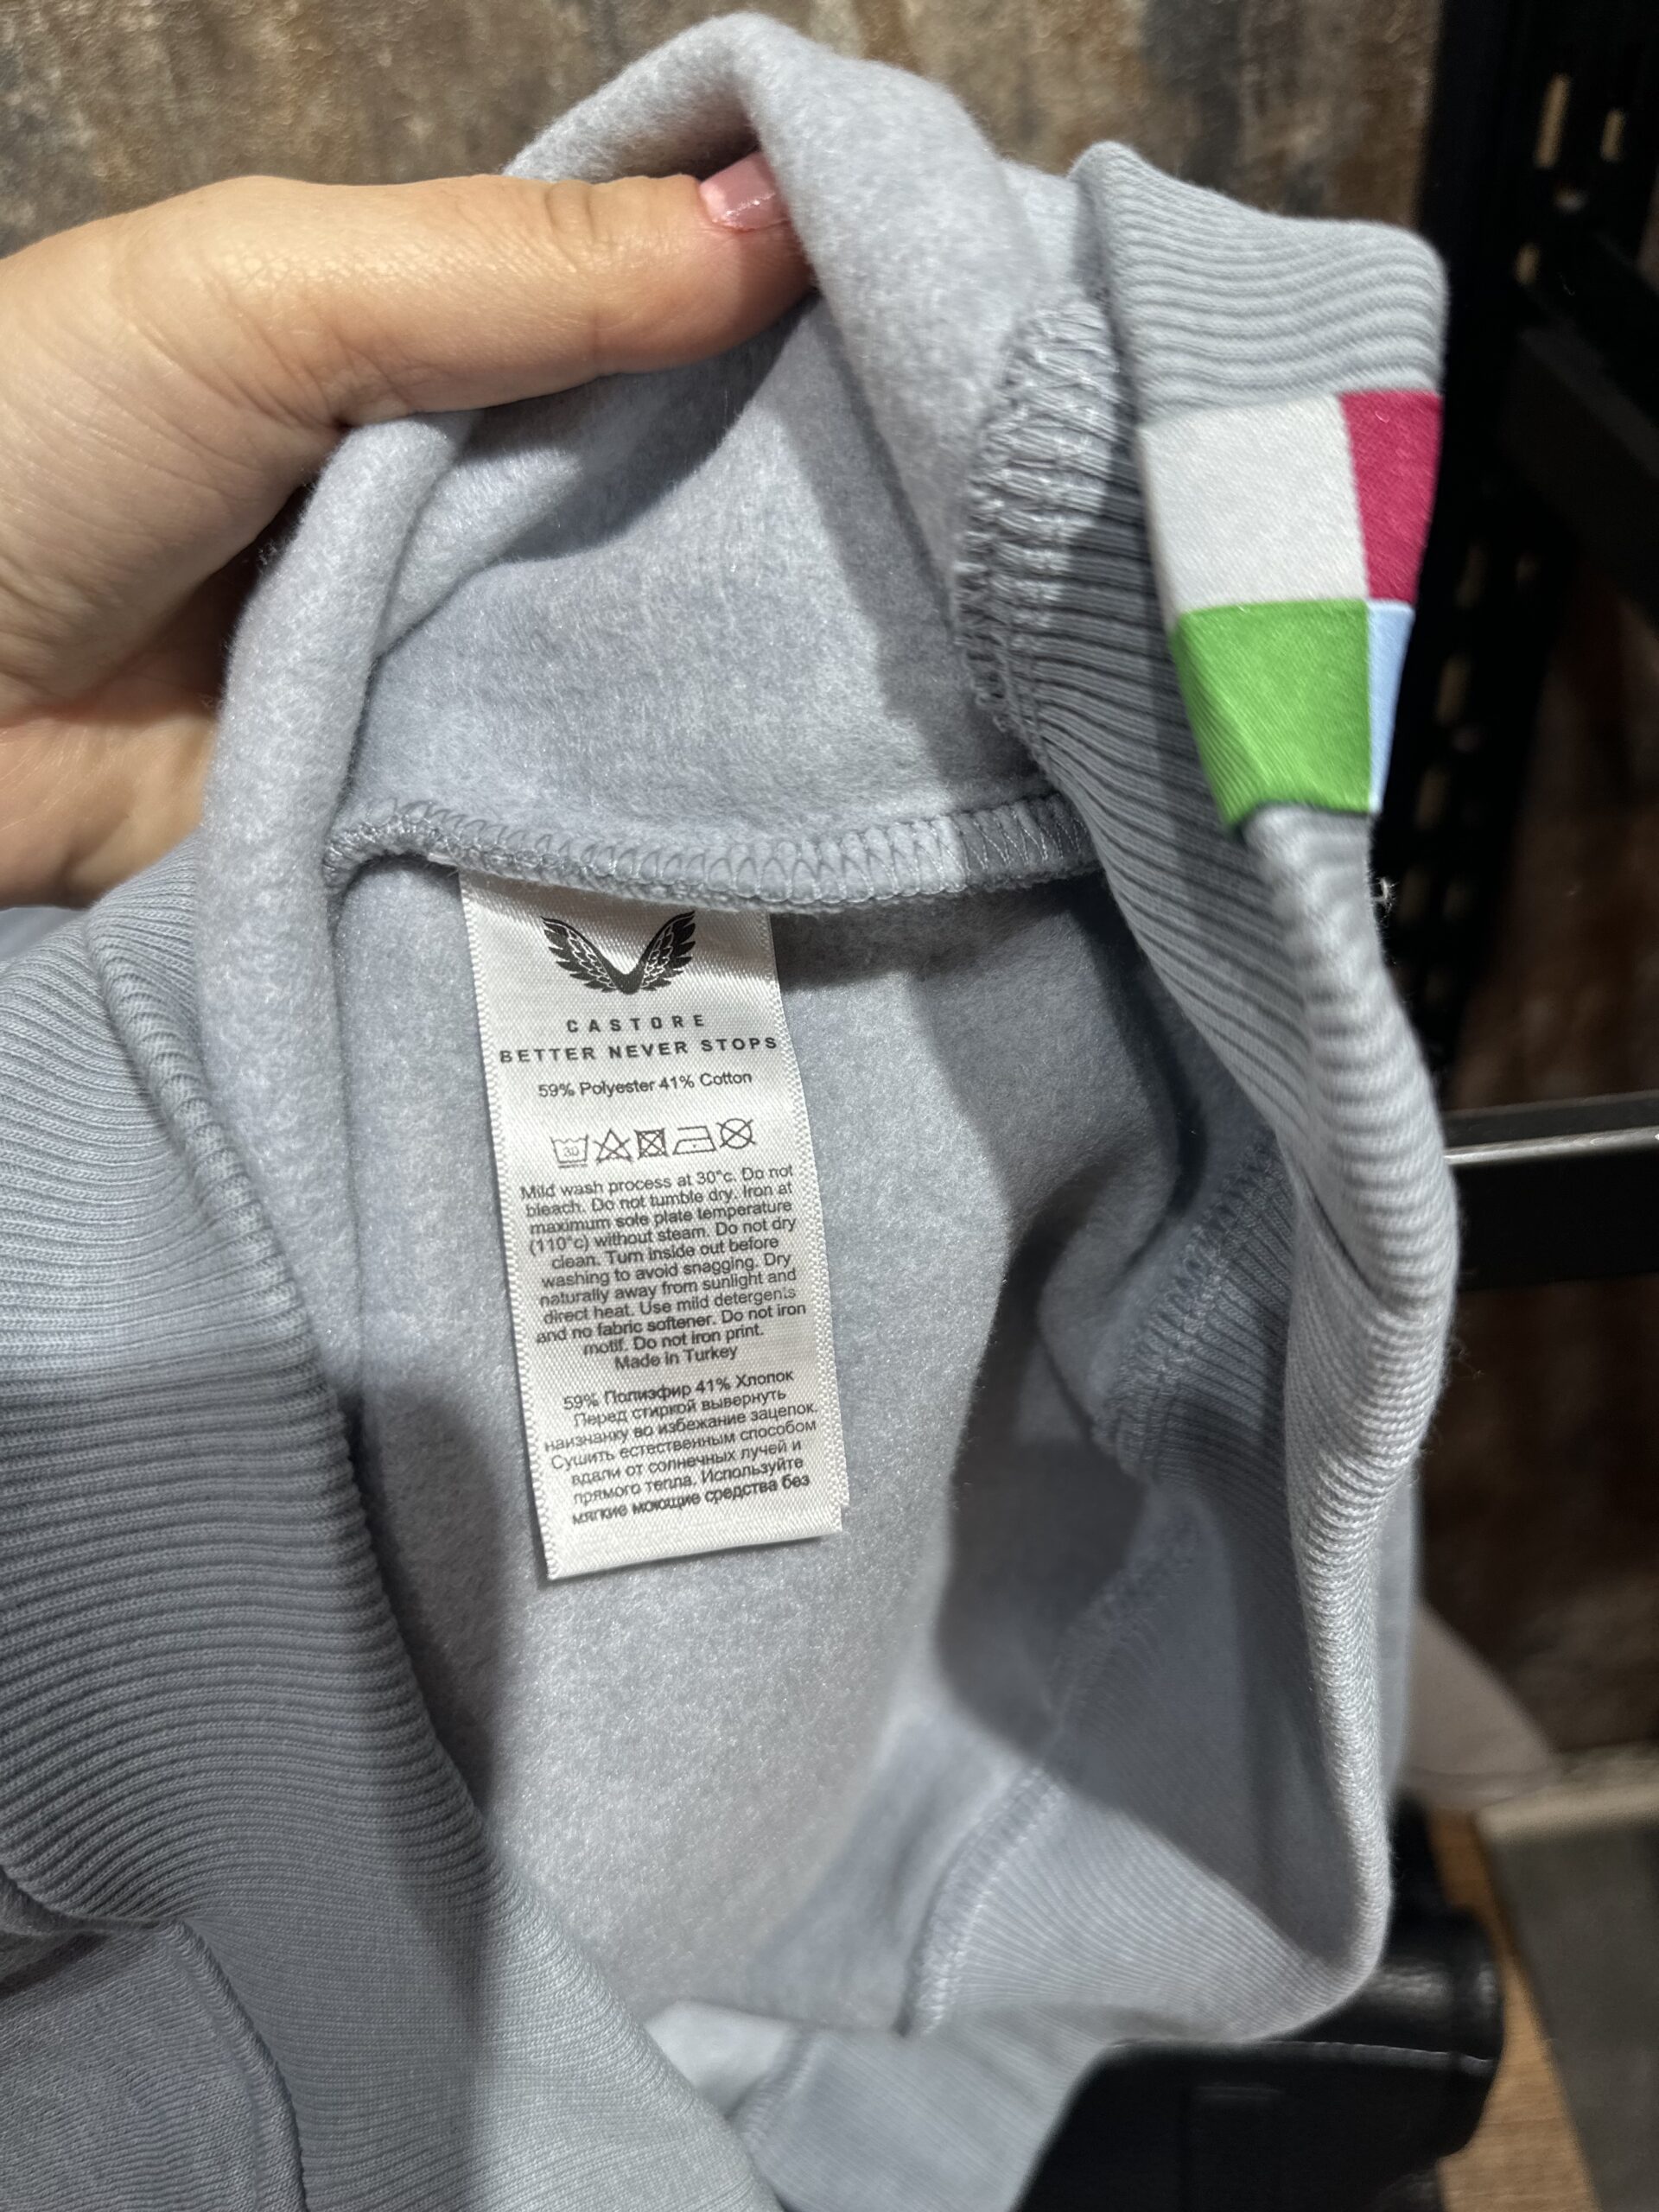 CASTORE
BETTER NEVER STOPS
59% Polyester 41% Cotton
30
Mild wash process at 30°c. Do not
bleach. Do not tumble dry. Iron at
maximum sole plate temperature
(110°c) without steam. Do not dry
clean. Turn inside out before
washing to avoid snagging. Dry
naturally away from sunlight and
direct heat. Use mild detergents
and no fabric softener. Do not iron
motif. Do not iron print.
Made in Turkey
59% Полиэфир 41% Хлопок
Перед стиркой вывернуть
наизнанку во избежание зацепок.
Сушить естественным способом
вдали от солнечных лучей и
прямого тепла. Используйте
мягкие моющие средства без